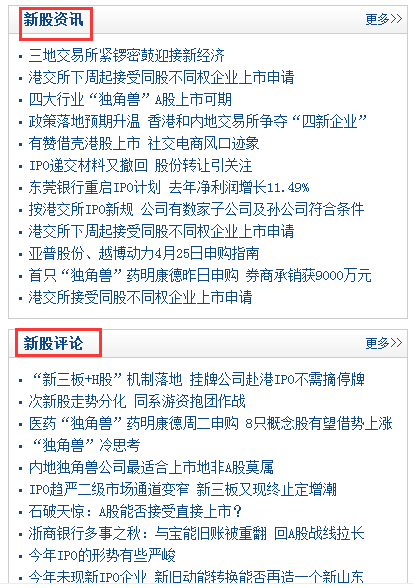 新股资讯 更多>>
三地交易所紧锣密鼓迎接新经济
港交所下周起接受同股不同权企业上市申请
四大行业“独角兽”A股上市可期
政策落地预期升温 香港和内地交易所争夺“四新企业”
有赞借壳港股上市 社交电商风口迹象
IPO递交材料又撤回 股份转让引关注
东莞银行重启IPO计划 去年净利润增长11.49%
按港交所IPO新规 公司有数家子公司及孙公司符合条件
港交所下周起接受同股不同权企业上市申请
亚普股份、越博动力4月25日申购指南
首只“独角兽”药明康德昨日申购 券商承销获9000万元
港交所接受同股不同权企业上市申请
新股评论 更多>>
“新三板+H股”机制落地 挂牌公司赴港IPO不需摘停牌
次新股走势分化 同系游资抱团作战
医药“独角兽”药明康德周二申购 8只概念股有望借势上涨
“独角兽”冷思考
内地独角兽公司最适合上市地非A股莫属
IPO趋严二级市场通道变窄 新三板又现终止定增潮
石破天惊：A股能否接受直接上市？
浙商银行多事之秋：与宝能旧账被重翻 回A股战线拉长
今年IPO的形势有些严峻
今年未现新IPO企业 新旧动能转换能否再造一个新山东